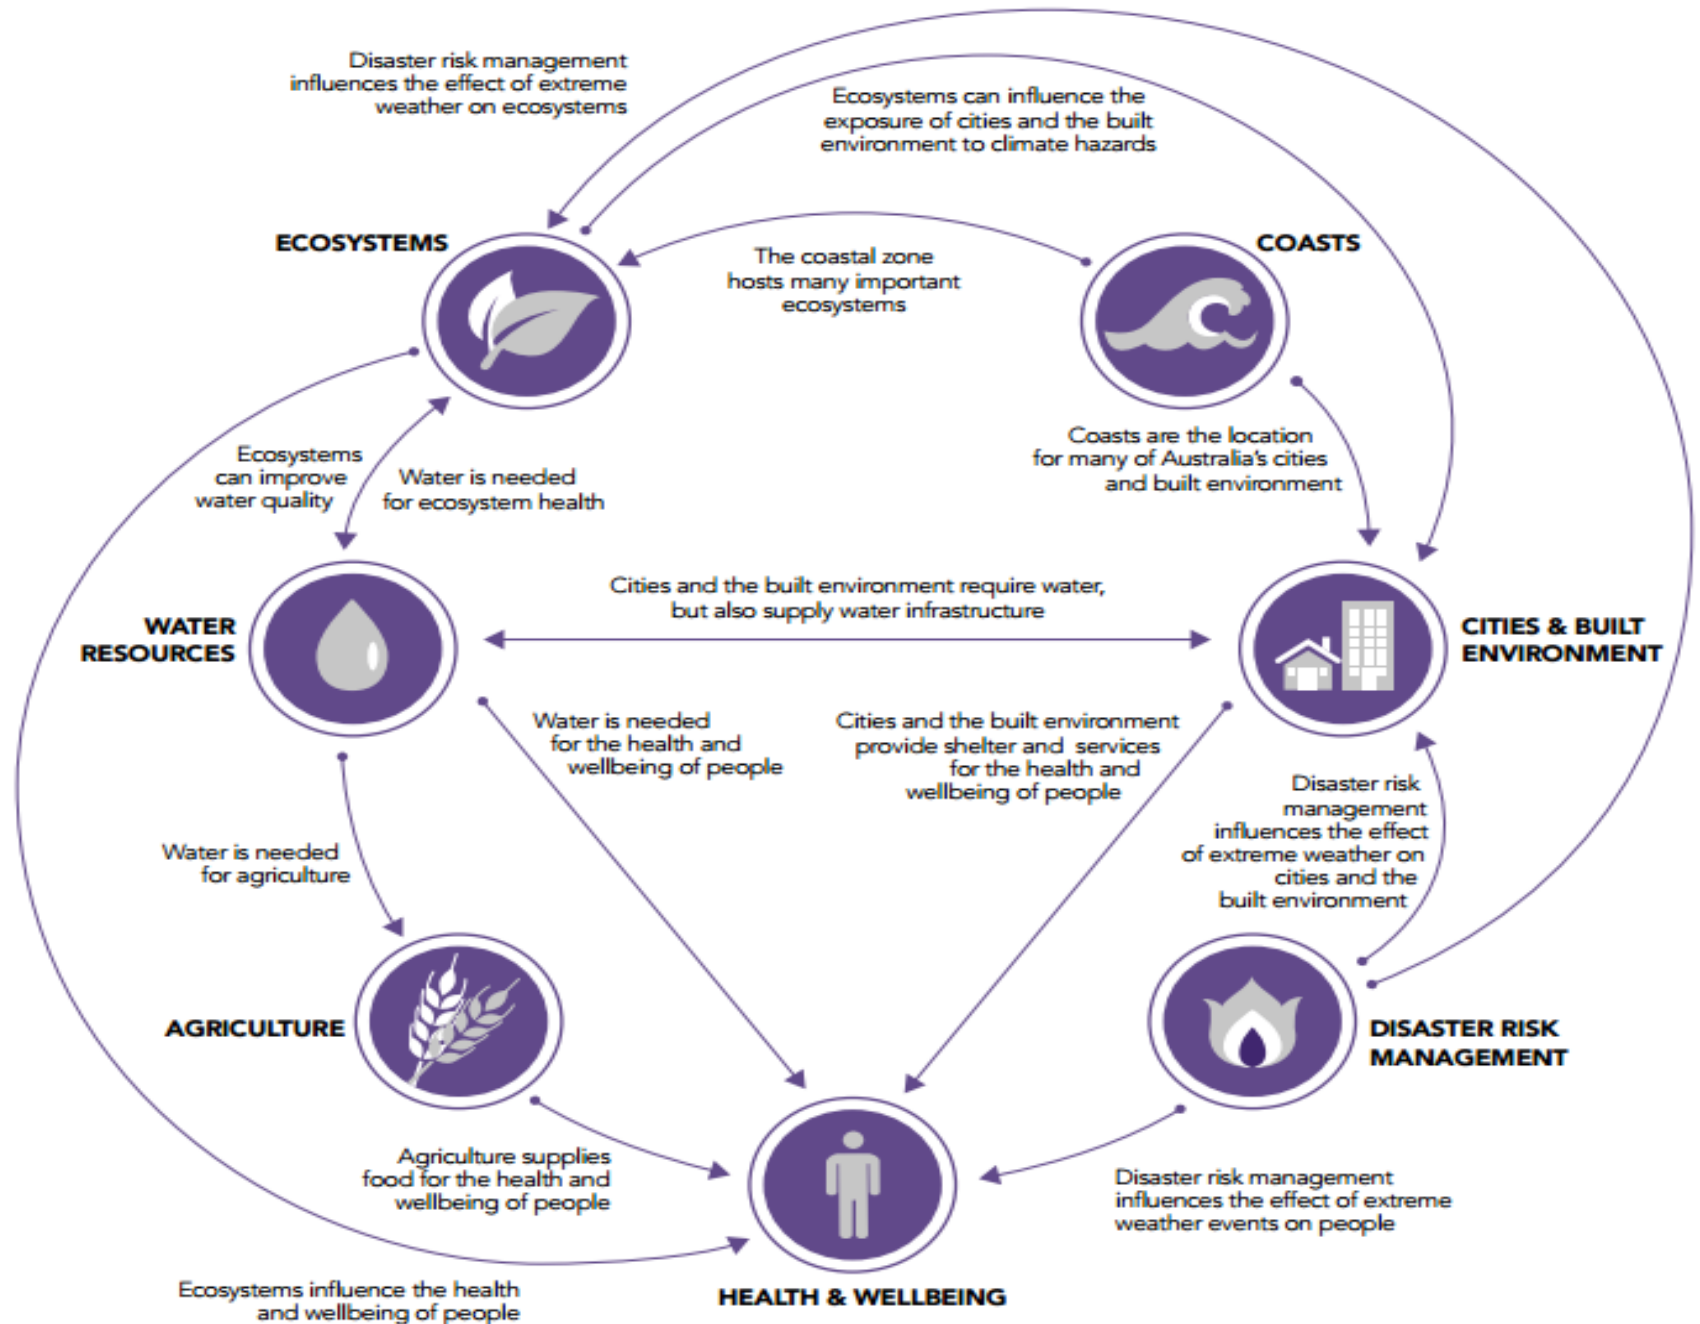 Disaster risk management
influences the effect of extreme
weather on ecosystems
Ecosystems can influence the
exposure of cities and the built
environment to climate hazards
ECOSYSTEMS
COASTS
The coastal zone
hosts many important
ecosystems
Coasts are the location
for many of Australia's cities
and built environment
Ecosystems
can improve
water quality
Water is needed
for ecosystem health
Cities and the built environment require water,
but also supply water infrastructure
WATER
RESOURCES
CITIES & BUILT
ENVIRONMENT
Water is needed
for the health and
wellbeing of people
Cities and the built environment
provide shelter and services
for the health and
wellbeing of people
Disaster risk
management
influences the effect
of extreme weather on
cities and the
built environment
Water is needed
for agriculture
AGRICULTURE
DISASTER RISK
MANAGEMENT
Agriculture supplies
food for the health and
wellbeing of people
Disaster risk management
influences the effect of extreme
weather events on people
Ecosystems influence the health
and wellbeing of people
HEALTH & WELLBEING